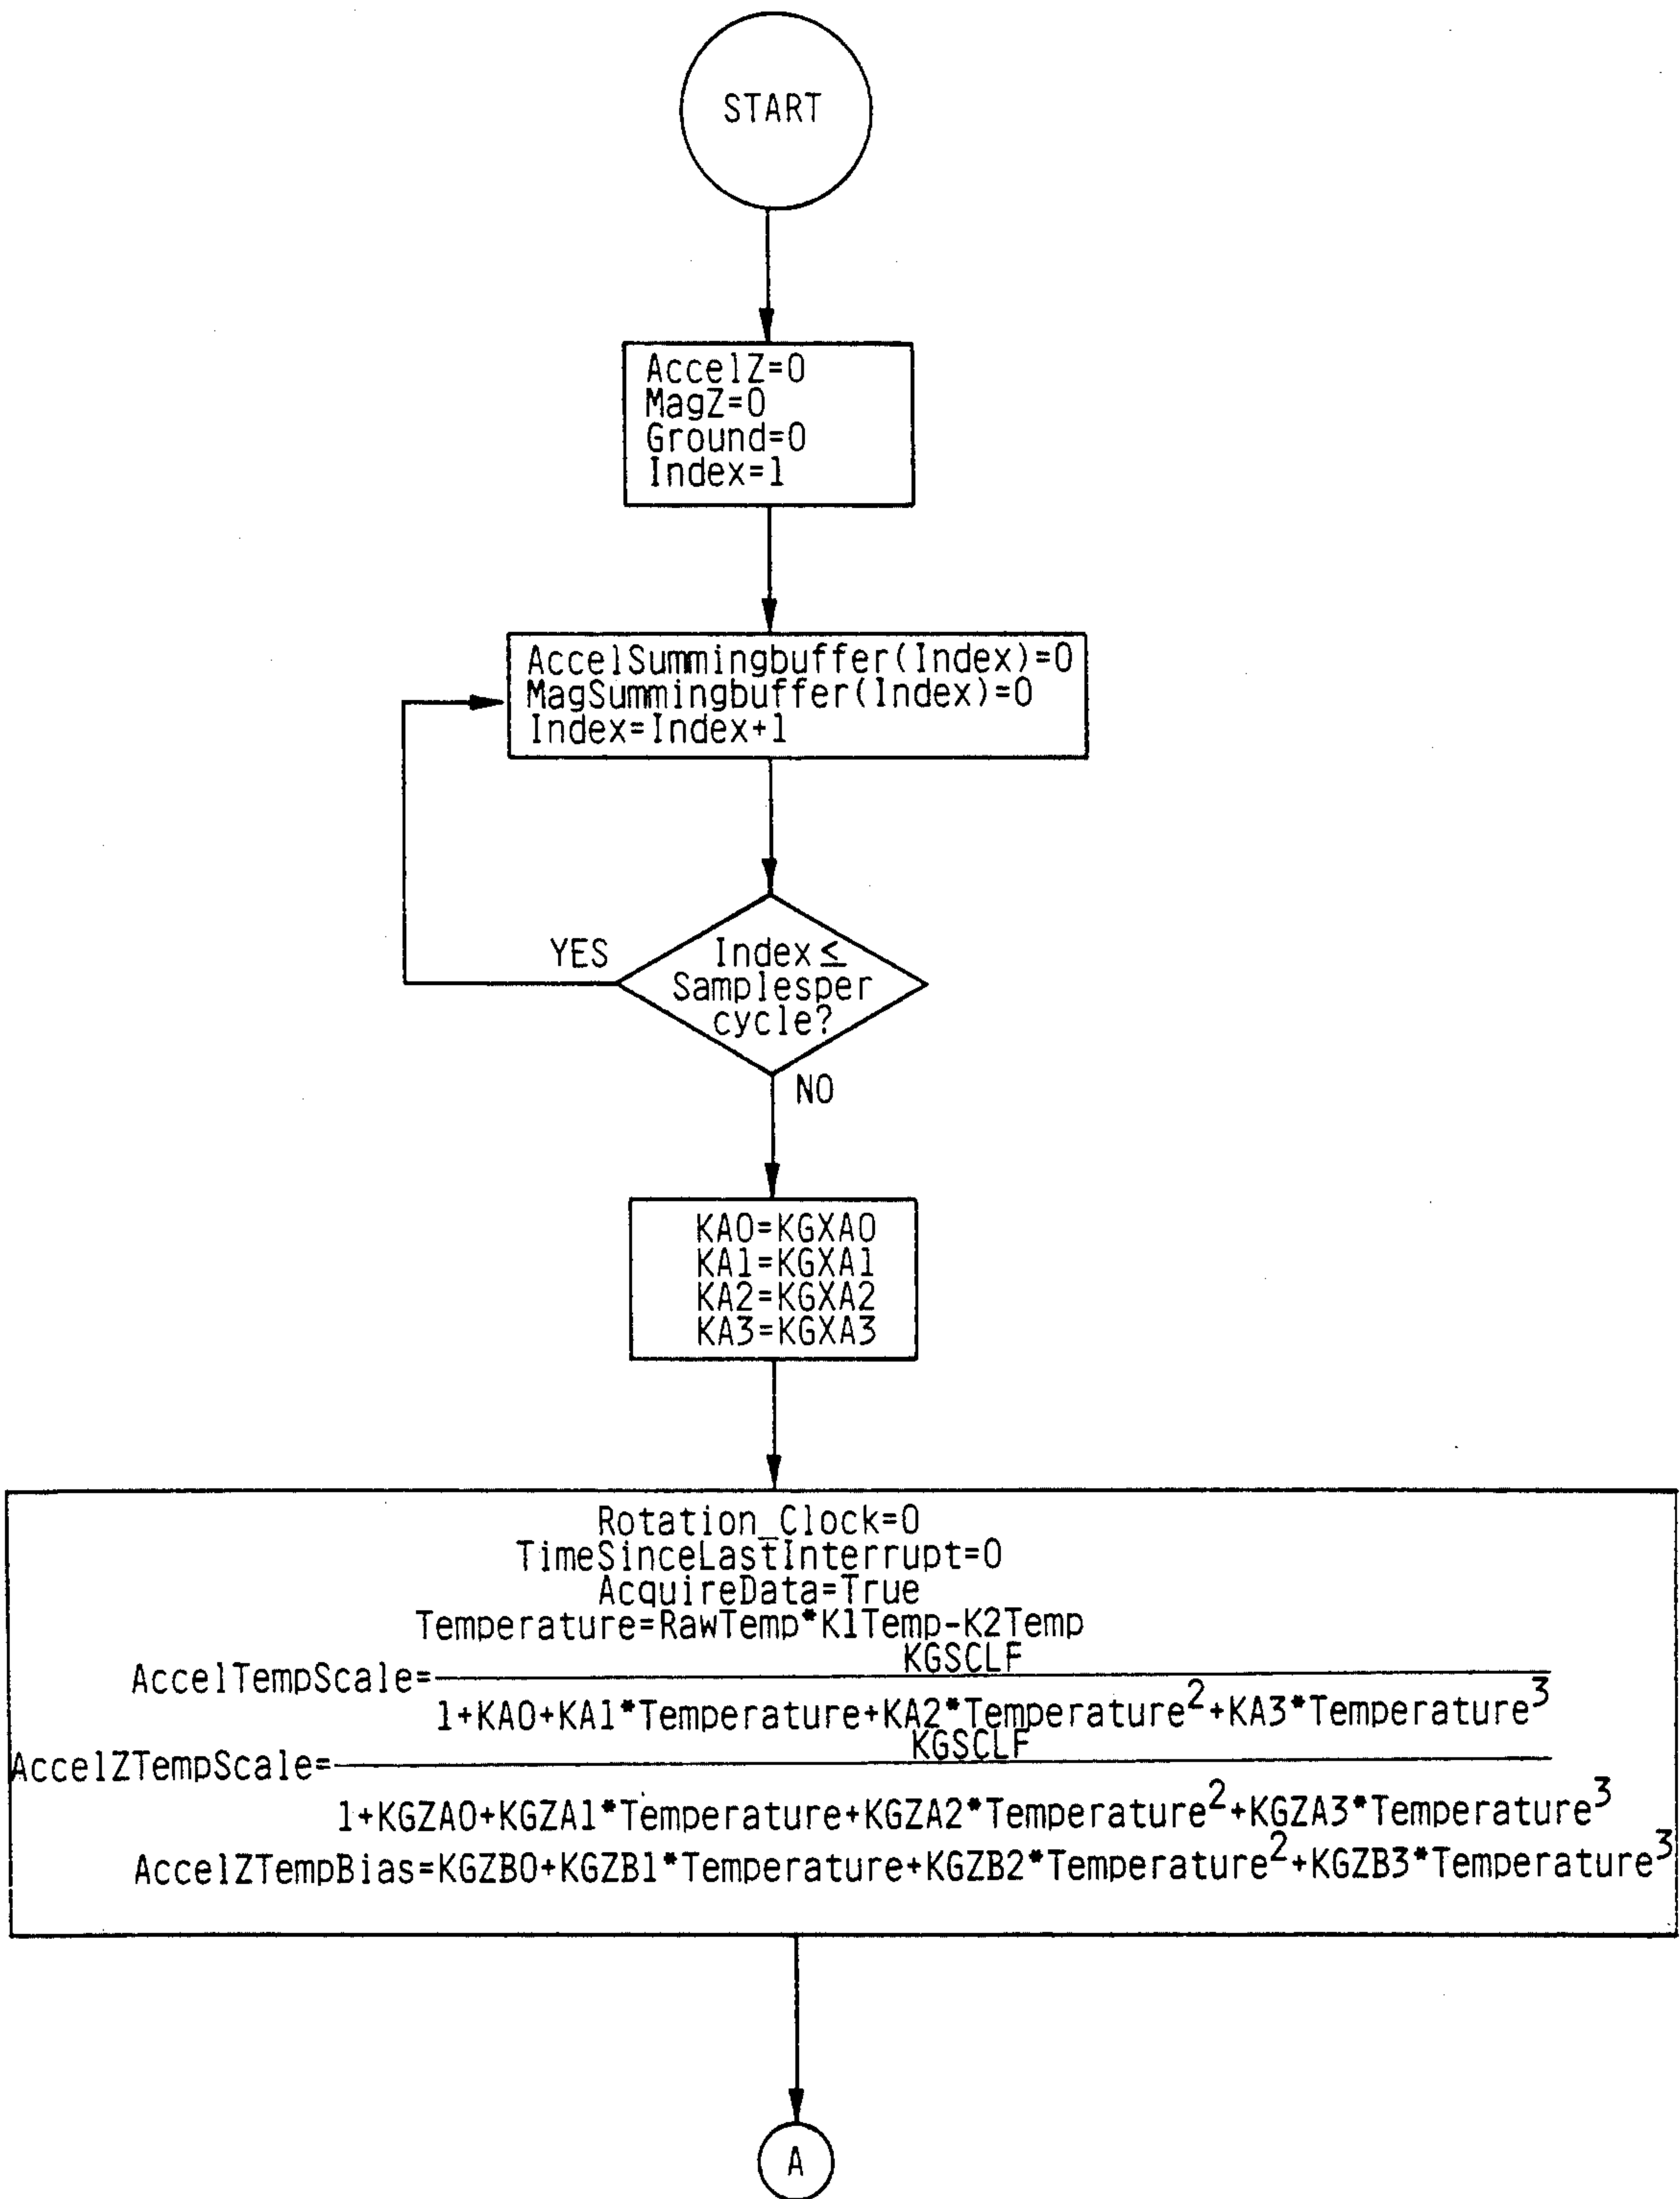 START
AccelZ=0
MagZ=0
Ground=0
Index=1
AccelSummingbuffer(Index)=0
MagSummingbuffer(Index)=0
Index=Index+1
YES
Index≤
Samplesper
cycle?
NO
KA0=KGXA0
KA1=KGXA1
KA2=KGXA2
KA3=KGXA3
Rotation_Clock=0
TimeSinceLastInterrupt=0
AcquireData=True
Temperature=RawTemp*K1Temp-K2Temp
KGSCLF
AccelTempScale=
1+KA0+KA1*Temperature+KA2*Temperature²+KA3*Temperature³
KGSCLF
AccelZTempScale=
1+KGZA0+KGZA1*Temperature+KGZA2*Temperature²+KGZA3*Temperature³
AccelZTempBias=KGZB0+KGZB1*Temperature+KGZB2*Temperature²+KGZB3*Temperature³
A